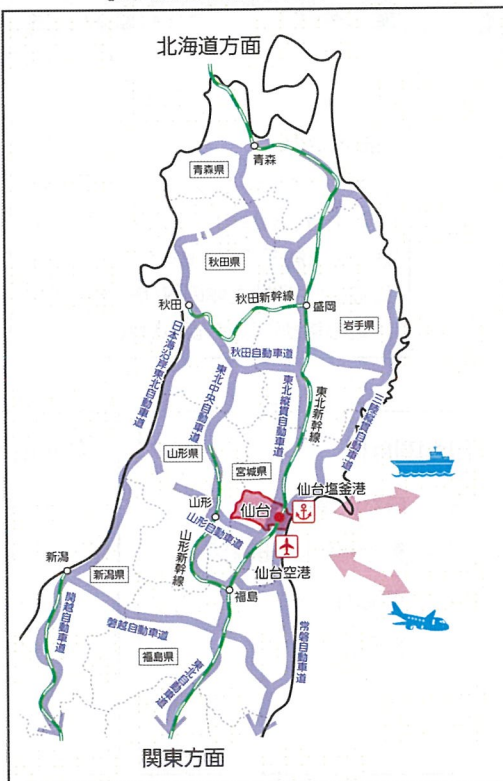 北海道方面
青森
青森県
秋田県
秋田
秋田新幹線
盛岡
岩手県
日本海沿岸東北自動車道
秋田自動車道
東北中央自動車道
東北縦貫自動車道
東北新幹線
三陸縦貫自動車道
山形県
宮城県
仙台塩釜港
山形
仙台
山形自動車道
山形新幹線
仙台空港
新潟
新潟県
福島
関越自動車道
磐越自動車道
常磐自動車道
福島県
東北自動車道
関東方面